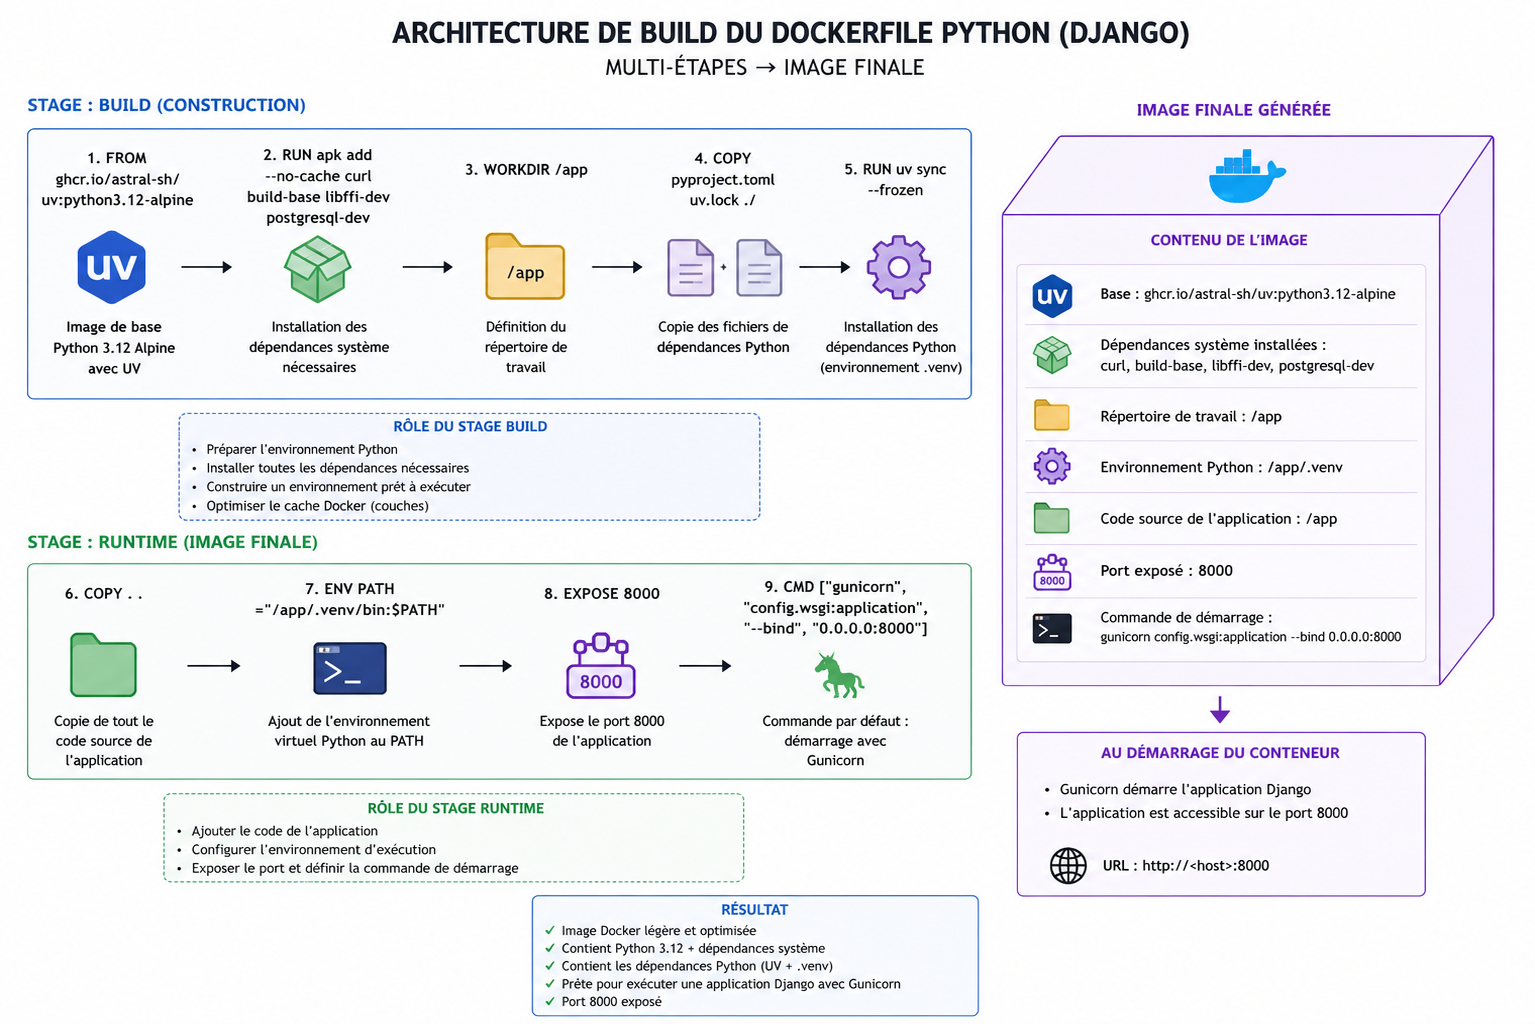 ARCHITECTURE DE BUILD DU DOCKERFILE PYTHON (DJANGO)
MULTI-ÉTAPES → IMAGE FINALE
STAGE : BUILD (CONSTRUCTION)
1. FROM
ghcr.io/astral-sh/
uv:python3.12-alpine
uv
Image de base
Python 3.12 Alpine
avec UV
2. RUN apk add
--no-cache curl
build-base libffi-dev
postgresql-dev
Installation des
dépendances système
nécessaires
3. WORKDIR /app
/app
Définition du
répertoire de
travail
4. COPY
pyproject.toml
uv.lock ./
+
Copie des fichiers de
dépendances Python
5. RUN uv sync
--frozen
Installation des
dépendances Python
(environment .venv)
RÔLE DU STAGE BUILD
• Préparer l'environnement Python
• Installer toutes les dépendances nécessaires
• Construire un environment prêt à exécuter
• Optimiser le cache Docker (couches)
STAGE : RUNTIME (IMAGE FINALE)
6. COPY . .
Copie de tout le
code source de
l'application
7. ENV PATH
="/app/.venv/bin:$PATH"
>_
Ajout de l'environment
virtuel Python au PATH
8. EXPOSE 8000
8000
Expose le port 8000
de l'application
9. CMD ["gunicorn",
"config.wsgi:application",
"--bind", "0.0.0.0:8000"]
Commande par défaut :
démarrage avec
Gunicorn
RÔLE DU STAGE RUNTIME
• Ajouter le code de l'application
• Configurer l'environment d'exécution
• Exposer le port et définir la commande de démarrage
RÉSULTAT
✓ Image Docker légère et optimisée
✓ Contient Python 3.12 + dépendances système
✓ Contient les dépendances Python (UV + .venv)
✓ Prête pour exécuter une application Django avec Gunicorn
✓ Port 8000 exposé
IMAGE FINALE GÉNÉRÉE
CONTENU DE L'IMAGE
uv
Base : ghcr.io/astral-sh/uv:python3.12-alpine
Dépendances système installées :
curl, build-base, libffi-dev, postgresql-dev
Répertoire de travail : /app
Environment Python : /app/.venv
Code source de l'application : /app
8000
Port exposé : 8000
>_
Commande de démarrage :
gunicorn config.wsgi:application --bind 0.0.0.0:8000
AU DÉMARRAGE DU CONTENEUR
• Gunicorn démarre l'application Django
• L'application est accessible sur le port 8000
URL : http://<host>:8000